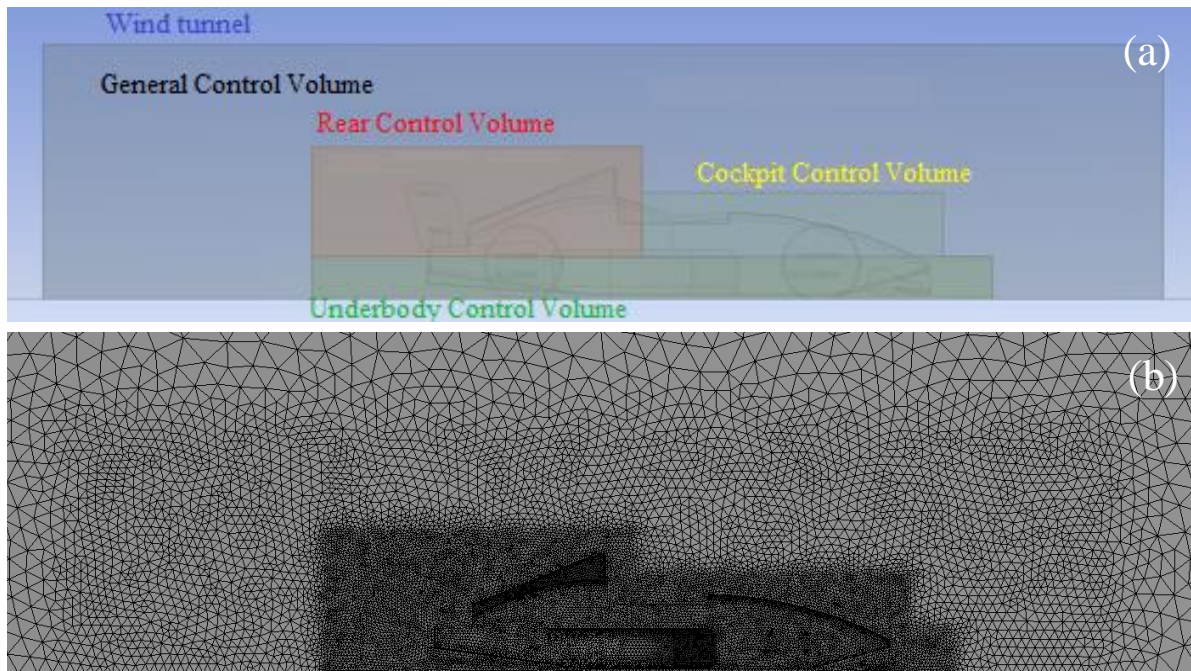 Wind tunnel
(a)
General Control Volume
Rear Control Volume
Cockpit Control Volume
Underbody Control Volume
(b)